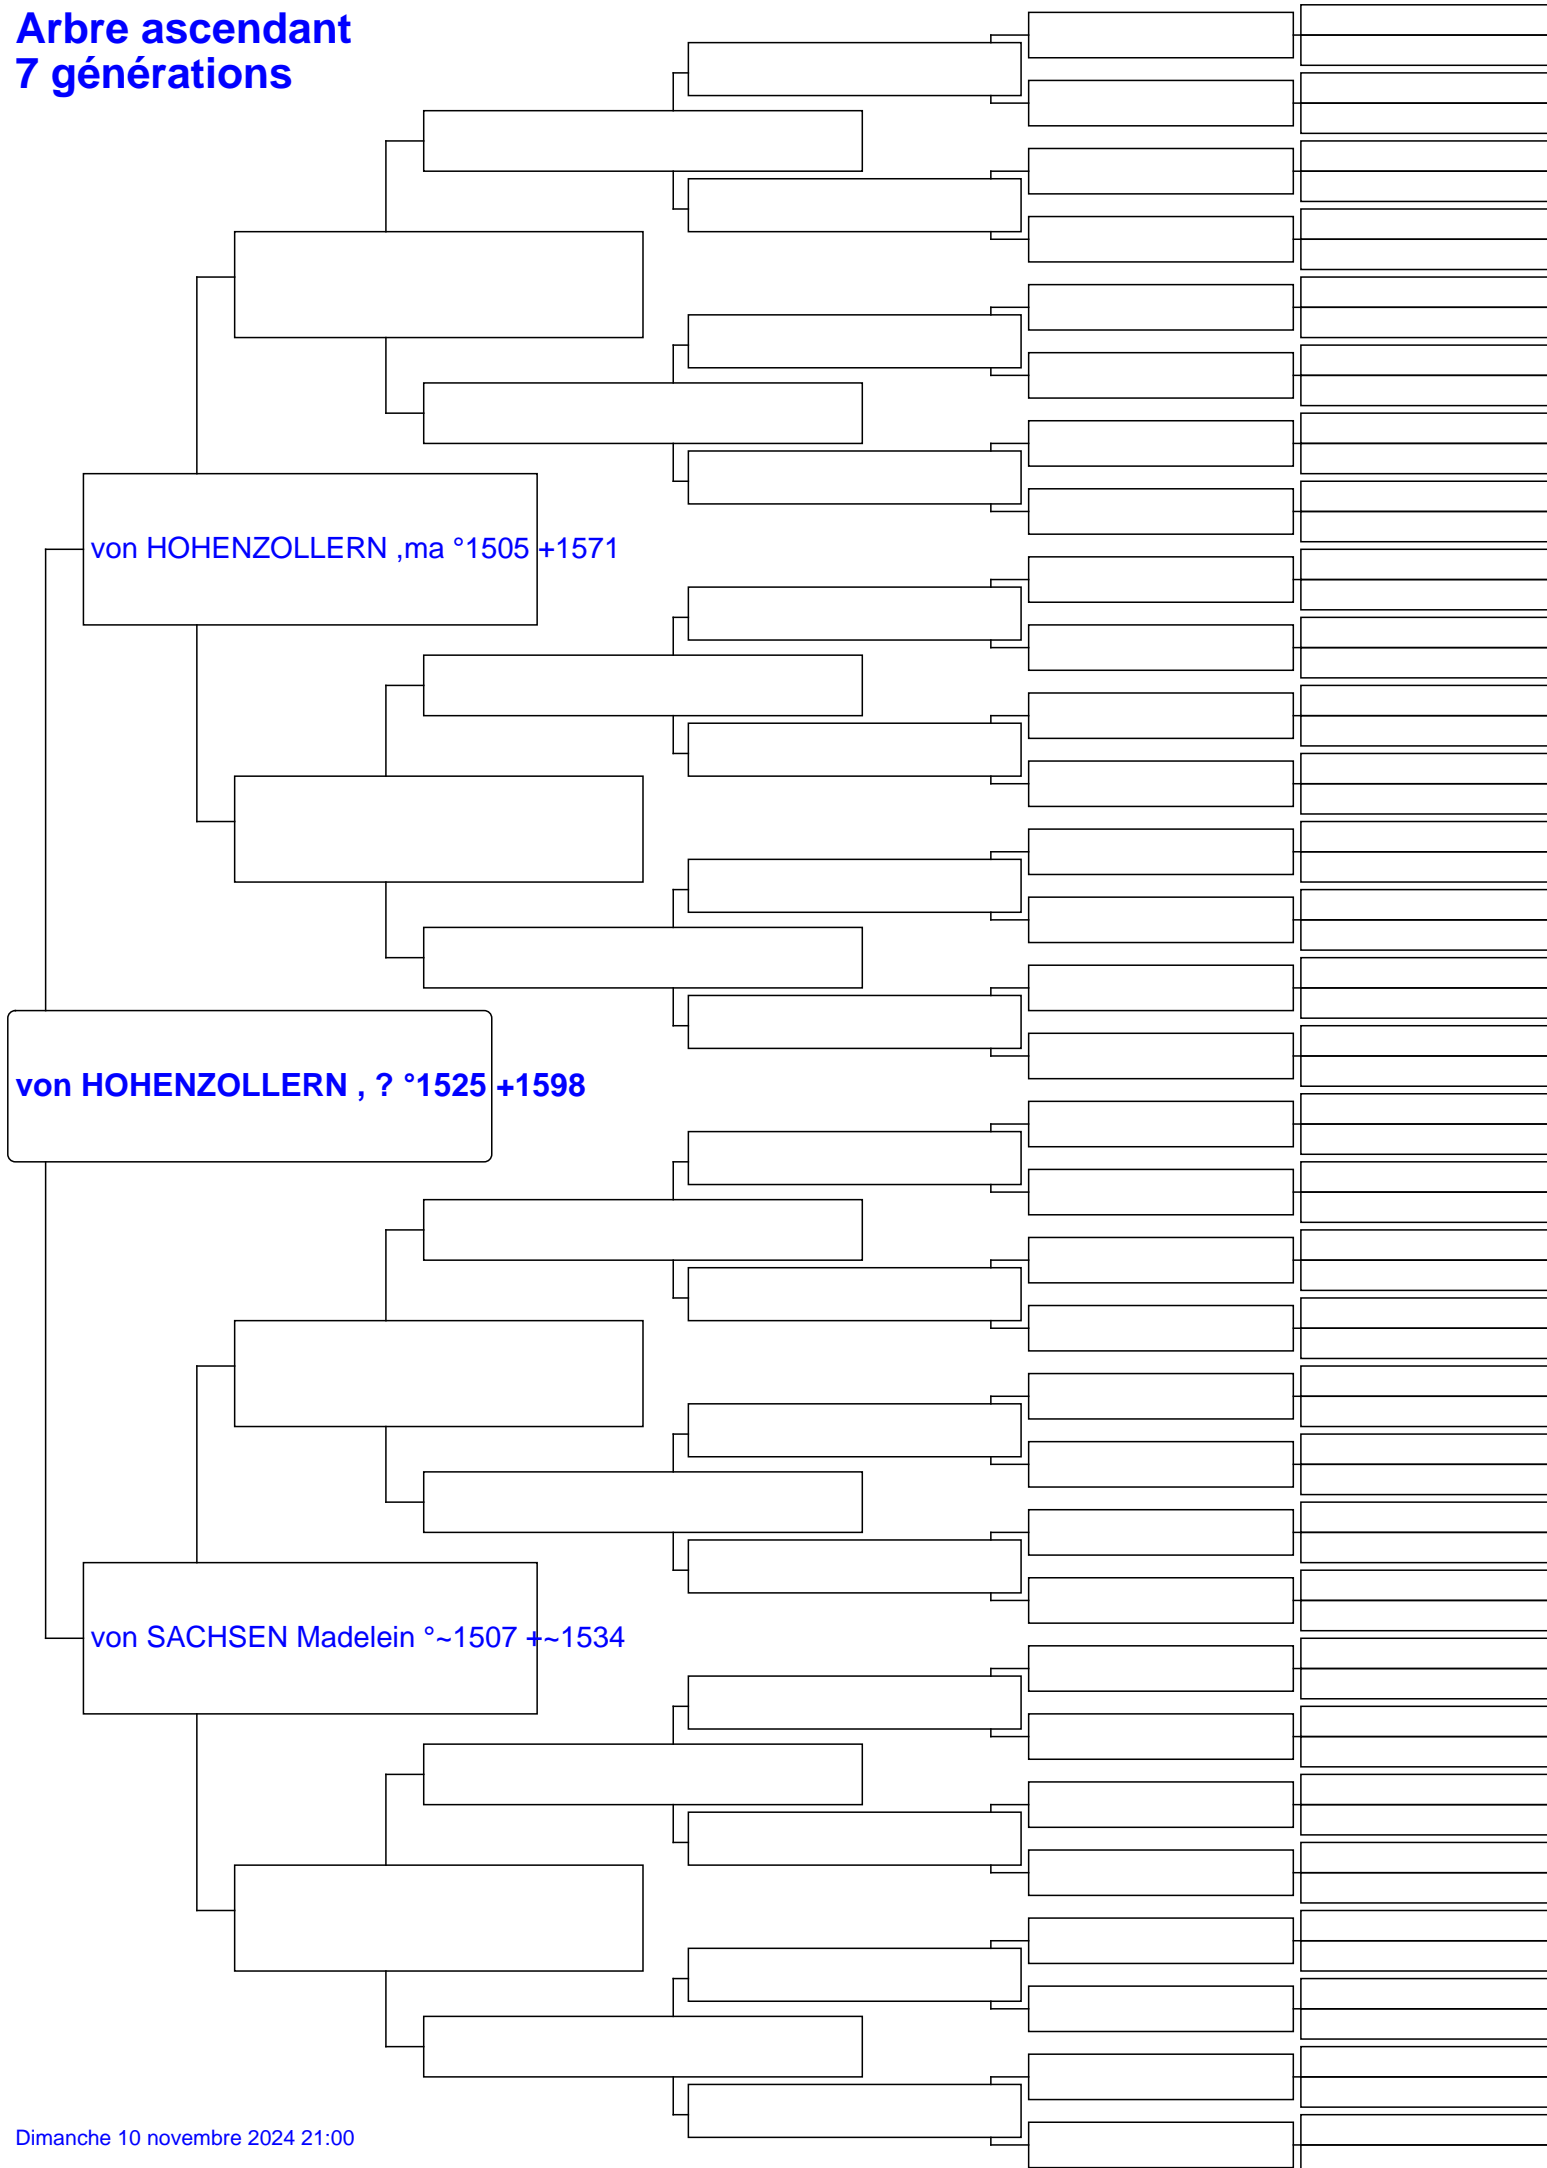 Arbre ascendant
7 générations
von HOHENZOLLERN ,ma °1505 +1571
von HOHENZOLLERN , ? °1525 +1598
von SACHSEN Madelein °~1507 +~1534
Dimanche 10 novembre 2024 21:00